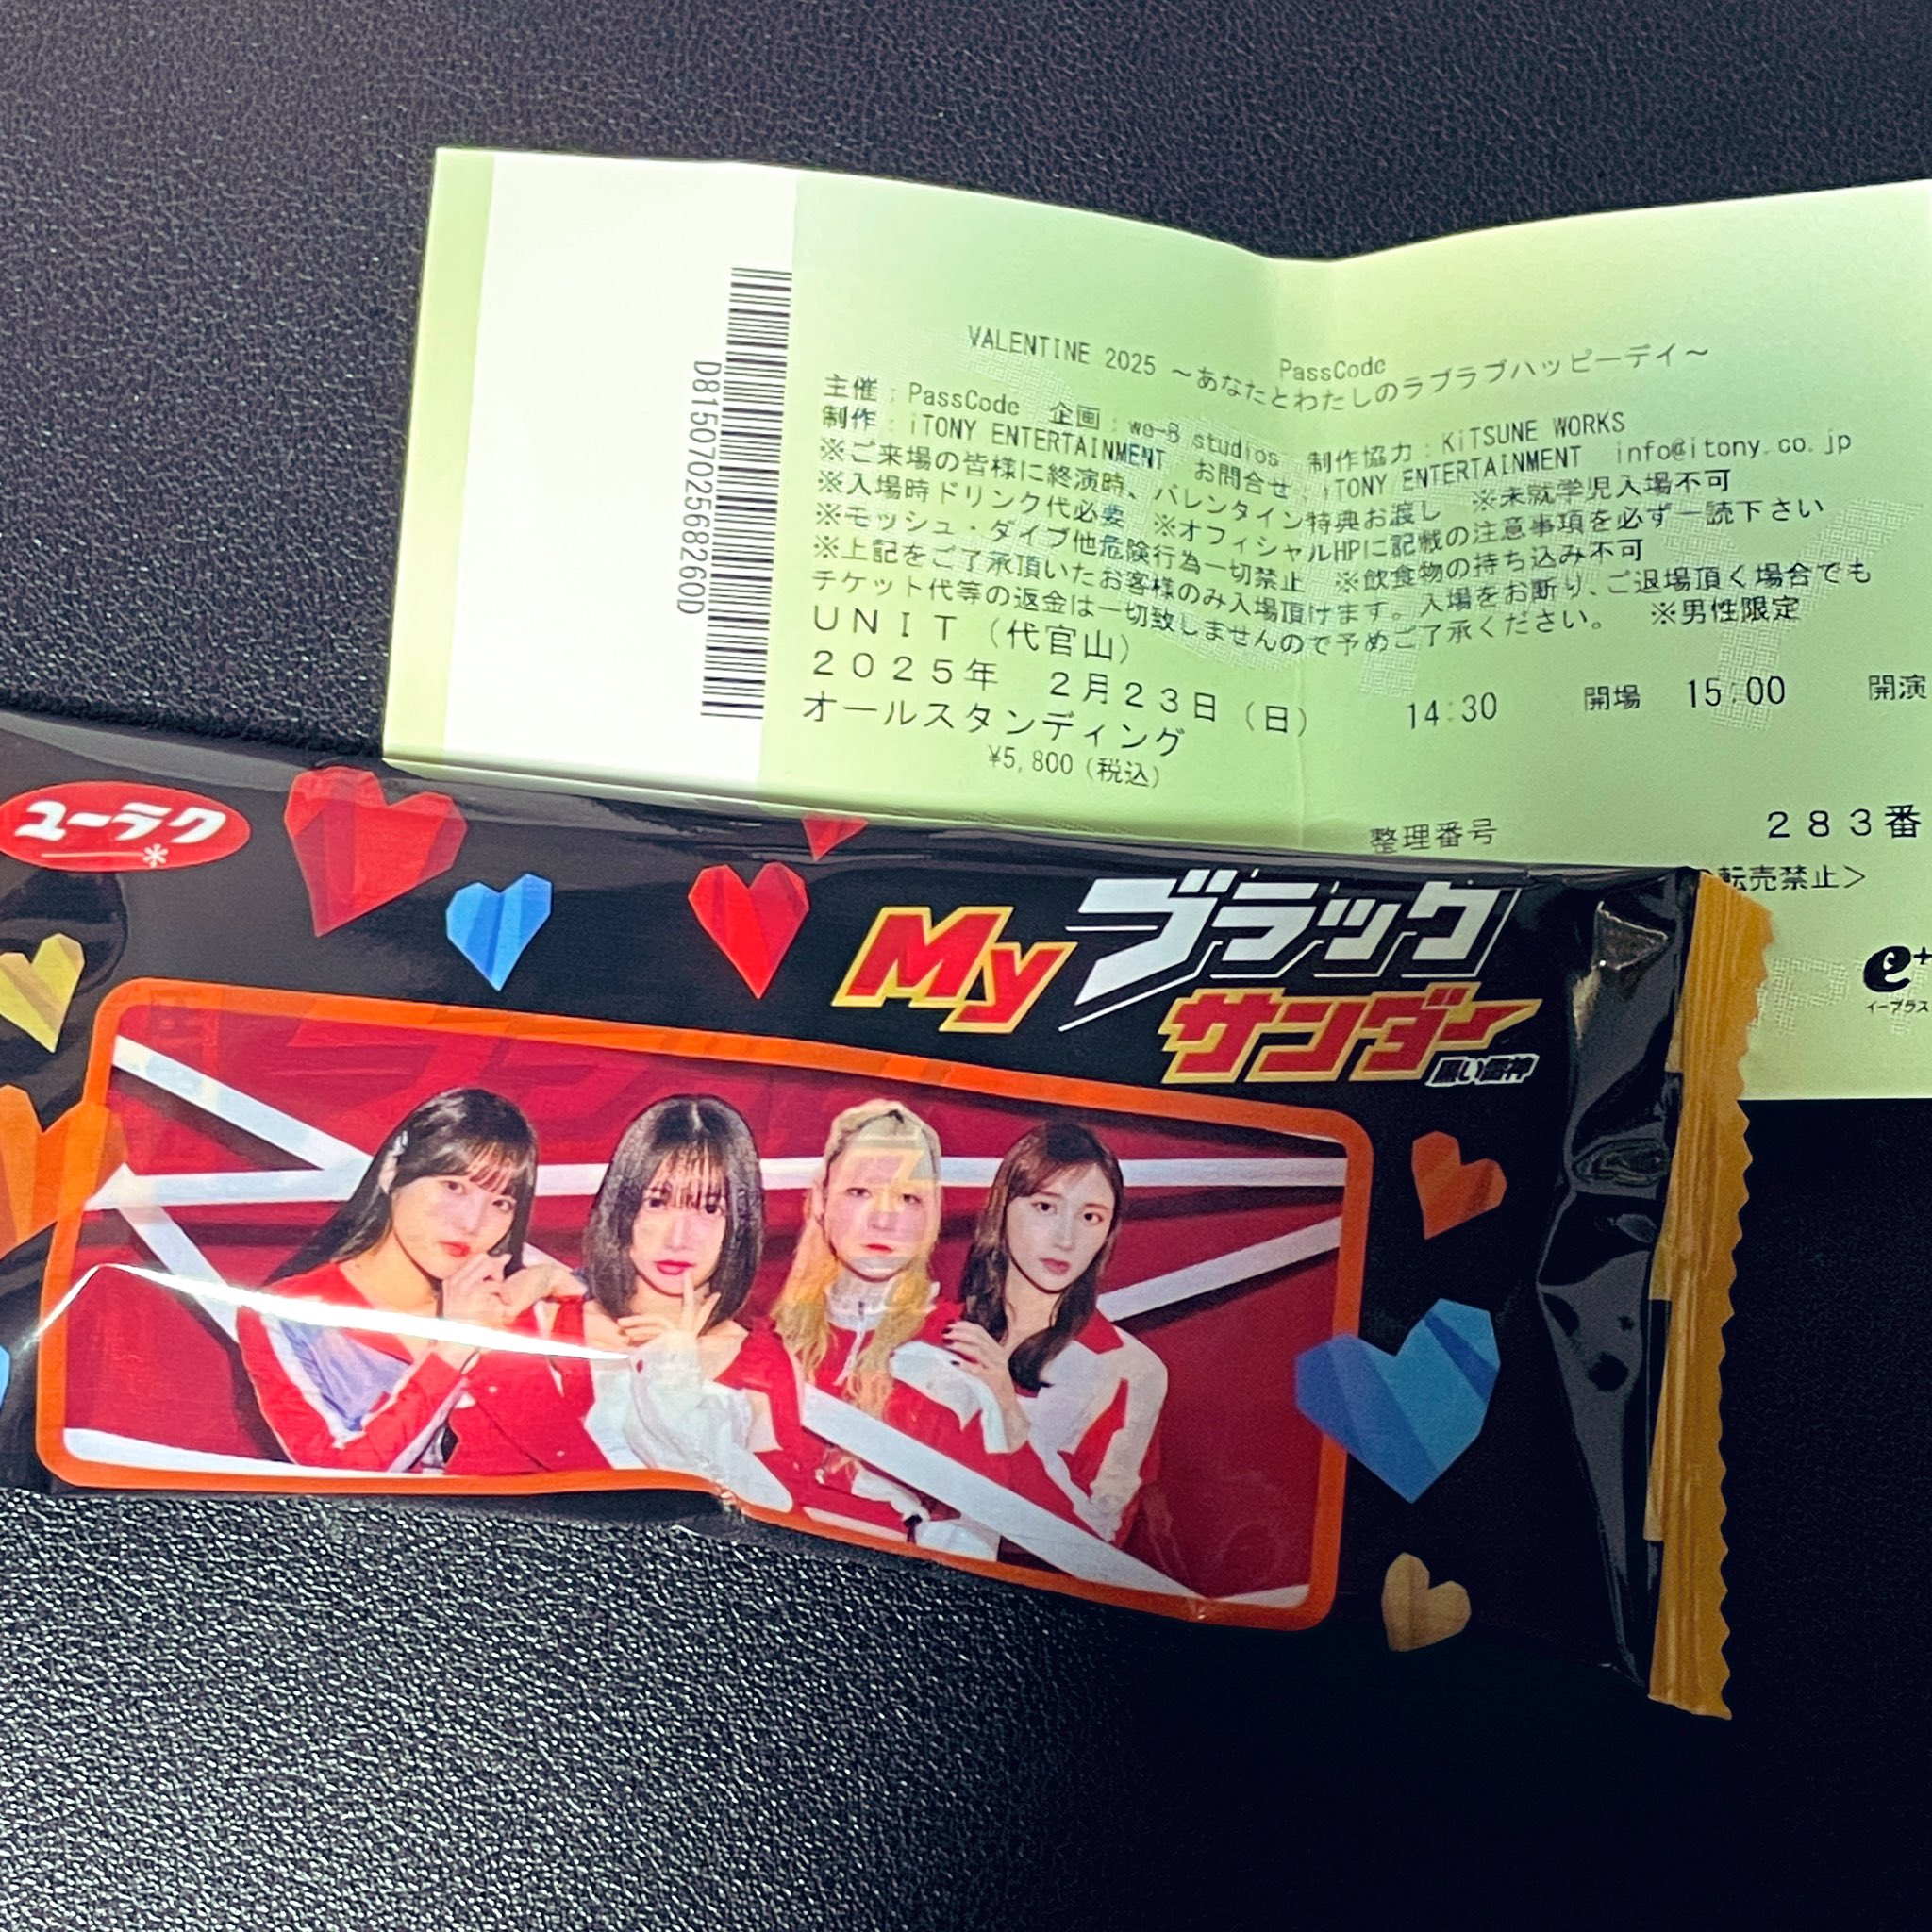 PassCode
VALENTINE 2025 ～あなたとわたしのラブラブハッピーデイ～
主催：PassCode 企画：we-B studios 制作協力：KiTSUNE WORKS
制作：iTONY ENTERTAINMENT お問合せ：iTONY ENTERTAINMENT info@itony.co.jp
※ご来場の皆様に終演時、バレンタイン特典お渡し ※未就学児入場不可
※入場時ドリンク代必要 ※オフィシャルHPに記載の注意事項を必ず一読下さい
※モッシュ・ダイブ他危険行為一切禁止 ※飲食物の持ち込み不可
※上記をご了承頂いたお客様のみ入場頂けます。入場をお断り、ご退場頂く場合でも
チケット代等の返金は一切致しませんので予めご了承ください。 ※男性限定
UNIT（代官山）
2025年 2月23日（日） 14:30 開場 15:00 開演
オールスタンディング
¥5,800（税込）
整理番号 283番
転売禁止＞
e+
イープラス
D815070256826OD
ユーラク
My ブラック
サンダー
黒い雷神